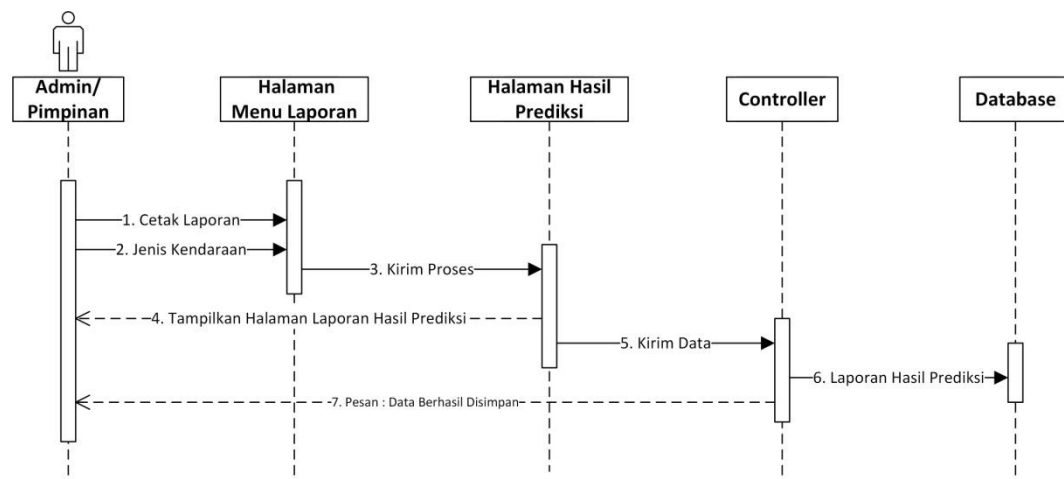 Admin/
Pimpinan
Halaman
Menu Laporan
Halaman Hasil
Prediksi
Controller
Database
1. Cetak Laporan
2. Jenis Kendaraan
3. Kirim Proses
4. Tampilkan Halaman Laporan Hasil Prediksi
5. Kirim Data
6. Laporan Hasil Prediksi
7. Pesan : Data Berhasil Disimpan